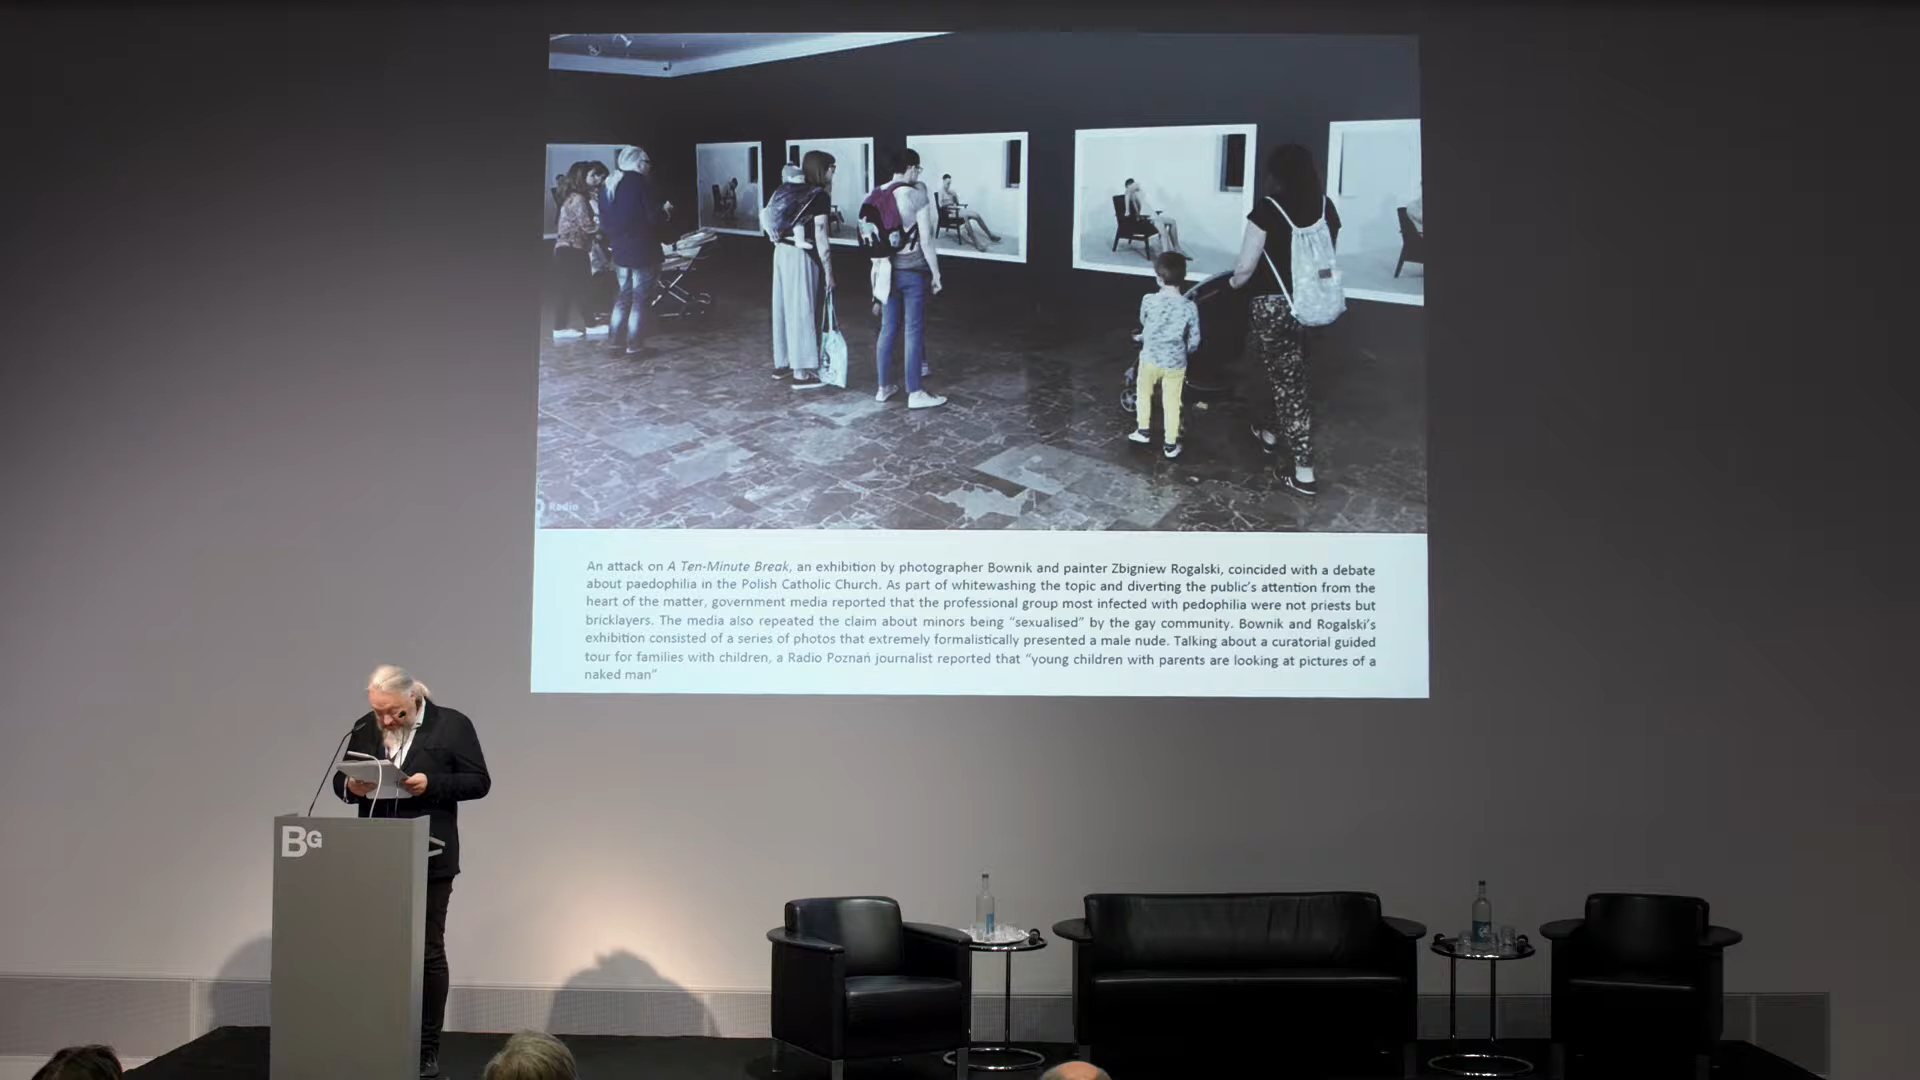 Radio
An attack on A Ten-Minute Break, an exhibition by photographer Bownik and painter Zbigniew Rogalski, coincided with a debate
about paedophilia in the Polish Catholic Church. As part of whitewashing the topic and diverting the public's attention from the
heart of the matter, government media reported that the professional group most infected with pedophilia were not priests but
bricklayers. The media also repeated the claim about minors being "sexualised" by the gay community. Bownik and Rogalski's
exhibition consisted of a series of photos that extremely formalistically presented a male nude. Talking about a curatorial guided
tour for families with children, a Radio Poznań journalist reported that "young children with parents are looking at pictures of a
naked man"
BG